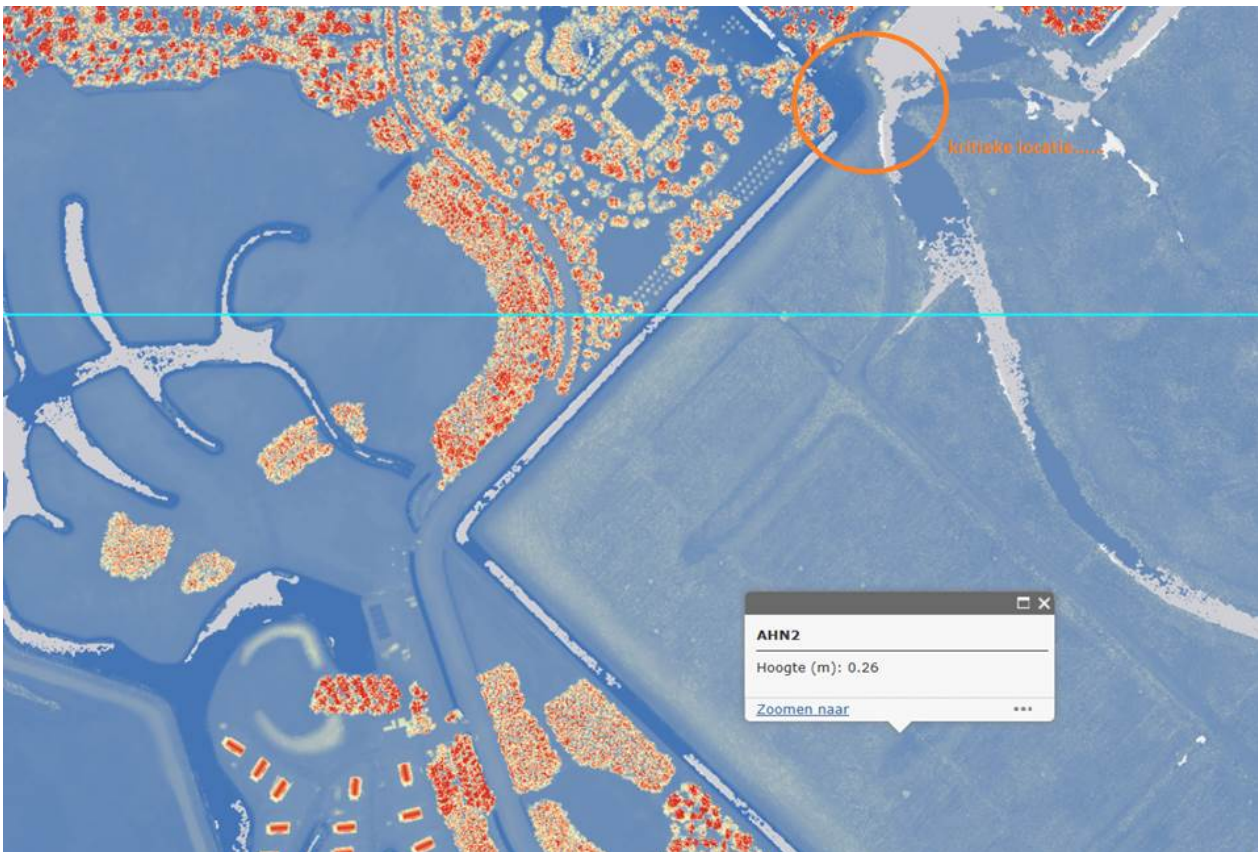 kritieke locatie......
AHN2
Hoogte (m): 0.26
Zoomen naar